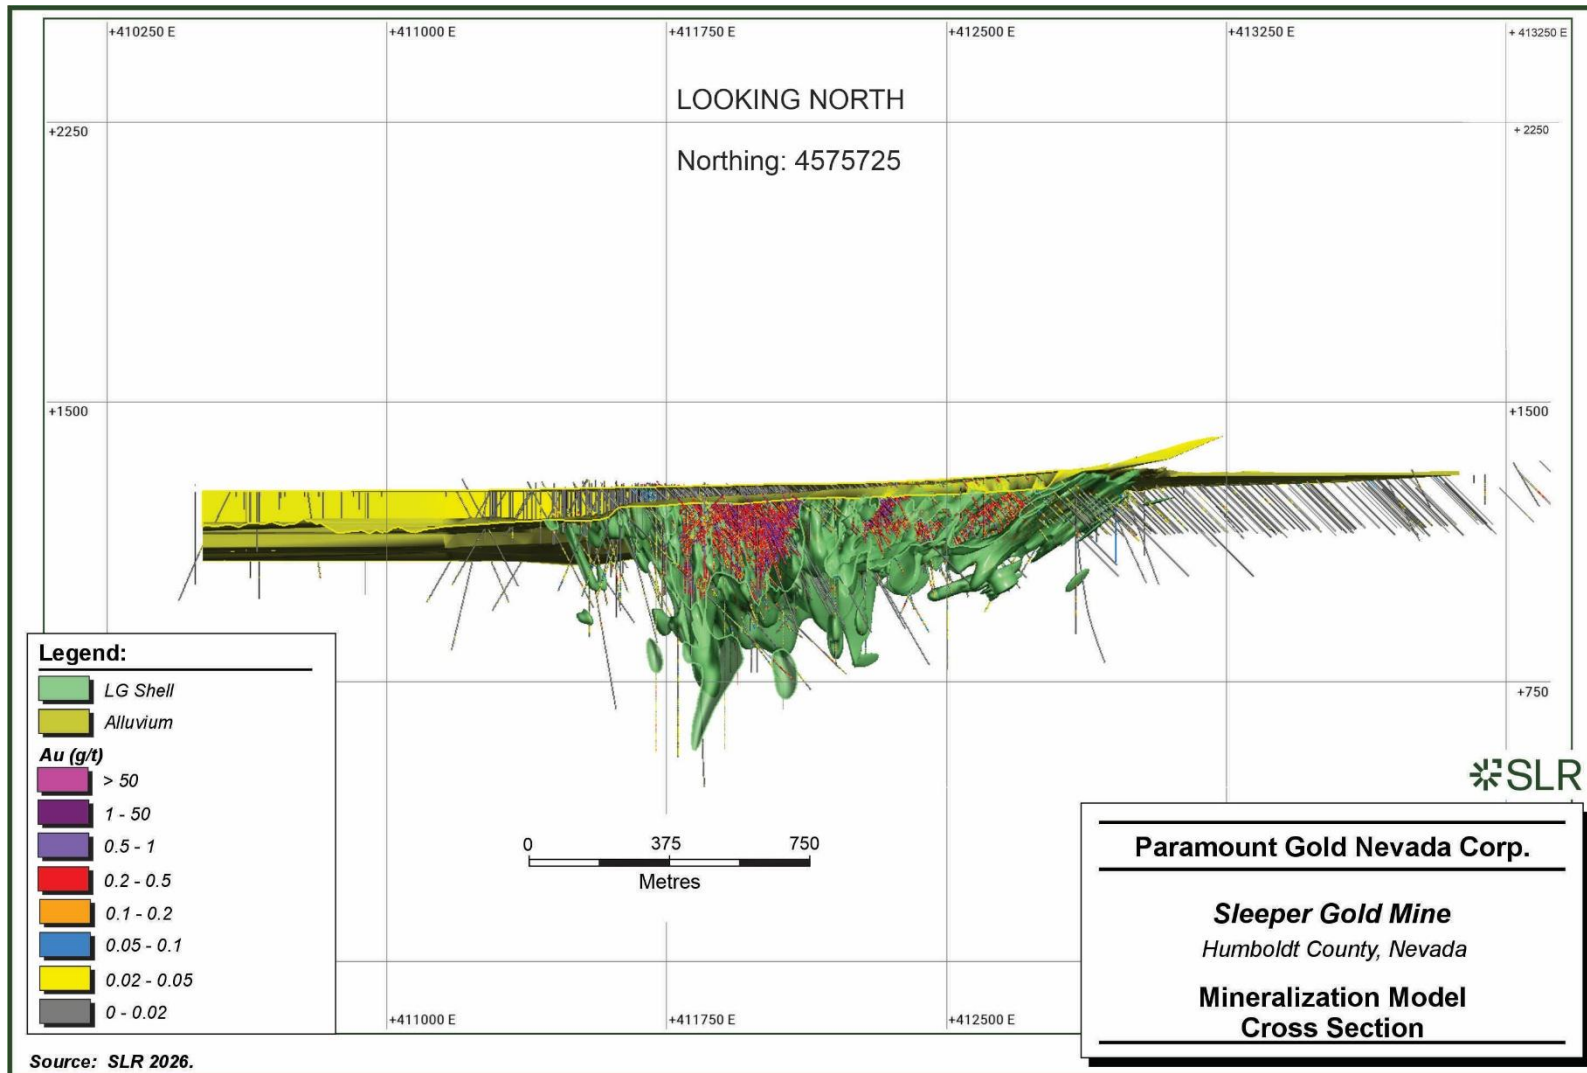 +410250 E
+411000 E
+411750 E
+412500 E
+413250 E
+ 413250 E
LOOKING NORTH
Northing: 4575725
+2250
+ 2250
+1500
+1500
+750
Legend:
LG Shell
Alluvium
Au (g/t)
> 50
1 - 50
0.5 - 1
0.2 - 0.5
0.1 - 0.2
0.05 - 0.1
0.02 - 0.05
0 - 0.02
0 375 750
Metres
SLR
Paramount Gold Nevada Corp.
Sleeper Gold Mine
Humboldt County, Nevada
Mineralization Model
Cross Section
+411000 E
+411750 E
+412500 E
Source: SLR 2026.